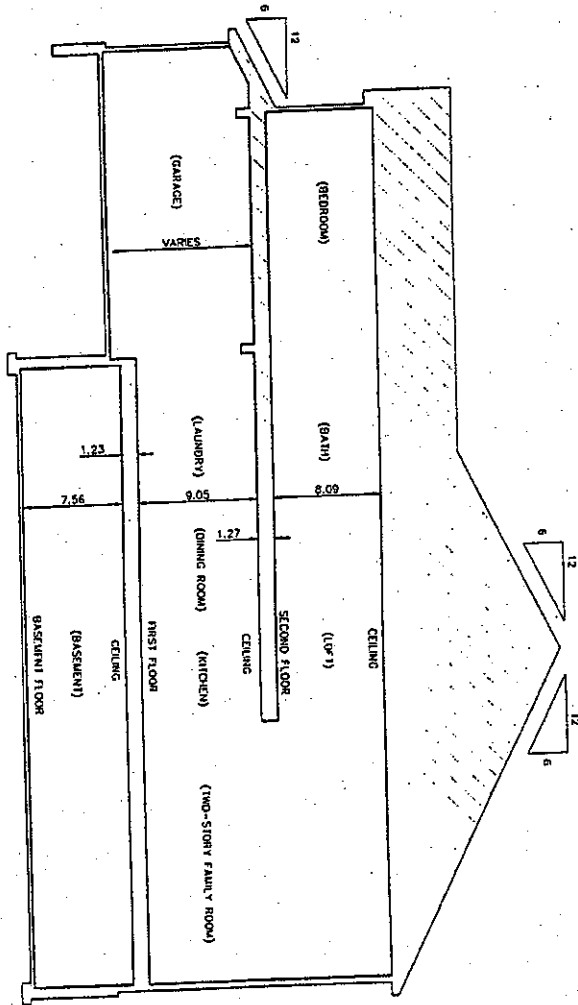 6
12
(GARAGE)
VARIES
(BEDROOM)
(LAUNDRY)
(BATH)
1.23
7.56
9.05
1.27
8.09
6
12
12
6
(DINING ROOM)
(KITCHEN)
CEILING
SECOND FLOOR
(LOFT)
CEILING
BASEMENT FLOOR
(BASEMENT)
CEILING
FIRST FLOOR
(TWO-STORY FAMILY ROOM)